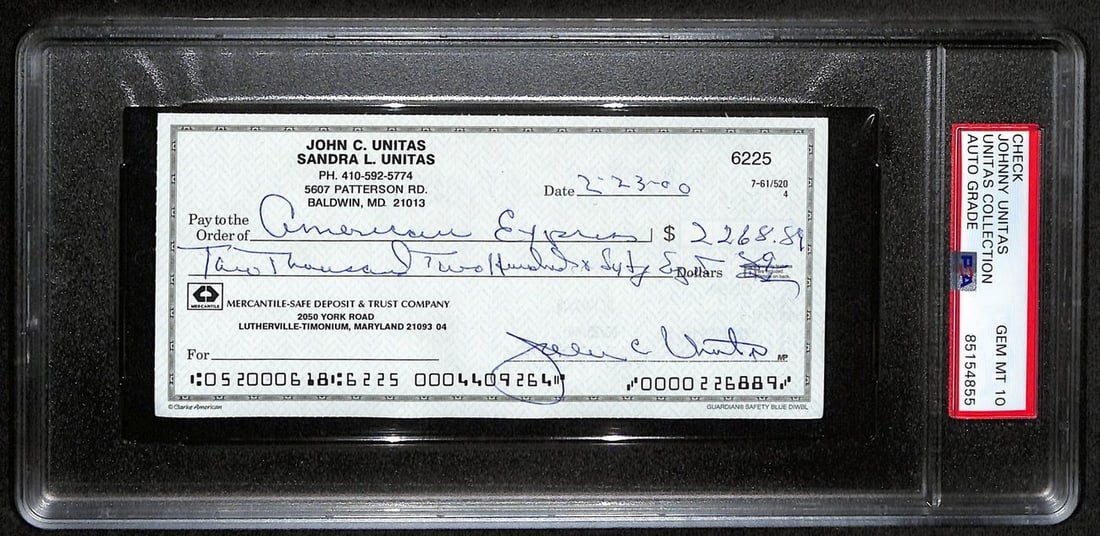 JOHN C. UNITAS
SANDRA L. UNITAS
PH. 410-592-5774
5607 PATTERSON RD.
BALDWIN, MD 21013
6225
Date 2-23-00
7-61/520
4
Pay to the
Order of American Express $ 2268.89
Two Thousand Two Hundred Sixty Eight Dollars 89
MERCANTILE
MERCANTILE-SAFE DEPOSIT & TRUST COMPANY
2050 YORK ROAD
LUTHERVILLE-TIMONIUM, MARYLAND 21093 04
For
John C Unitas
MP
⑆052000618⑆6225 0004409264⑈ ⑇0000226889⑇
© Clarke American
GUARDIAN® SAFETY BLUE DIWBL
CHECK
JOHNNY UNITAS
UNITAS COLLECTION
AUTO GRADE
PSA
GEM MT 10
85154855